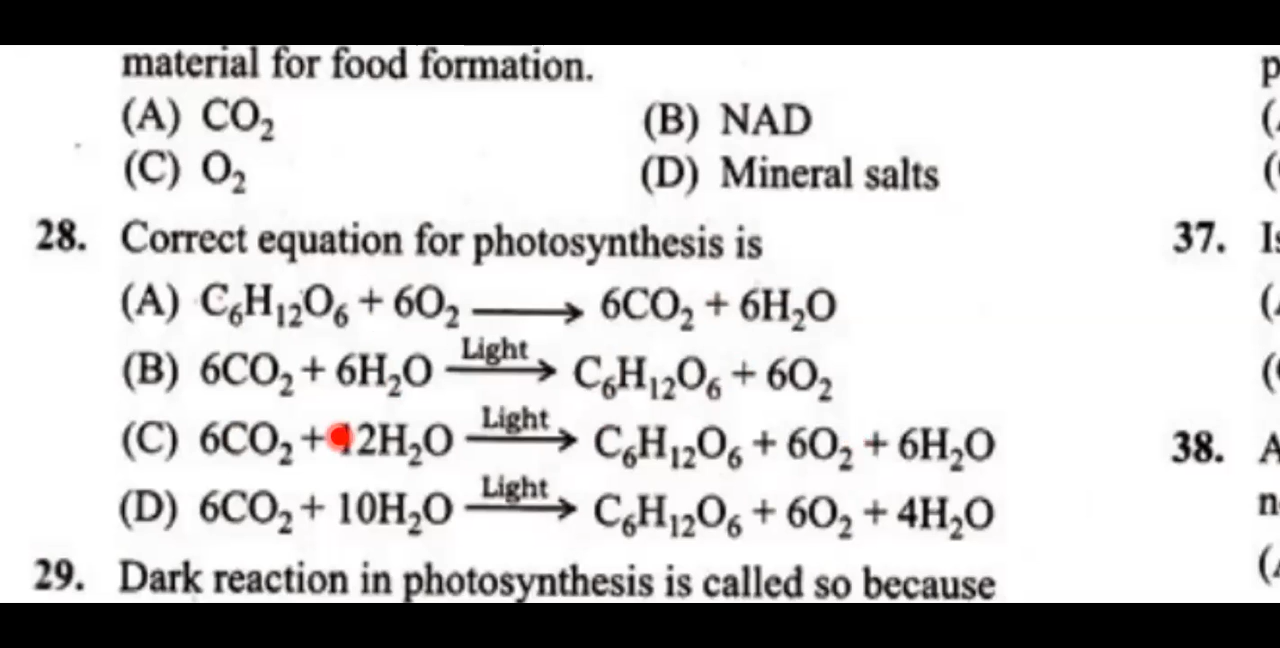 material for food formation.
(A) CO₂ (B) NAD
(C) O₂ (D) Mineral salts
28. Correct equation for photosynthesis is
(A) C₆H₁₂O₆ + 6O₂ ⟶ 6CO₂ + 6H₂O
(B) 6CO₂ + 6H₂O —Light→ C₆H₁₂O₆ + 6O₂
(C) 6CO₂ + 12H₂O —Light→ C₆H₁₂O₆ + 6O₂ + 6H₂O
(D) 6CO₂ + 10H₂O —Light→ C₆H₁₂O₆ + 6O₂ + 4H₂O
29. Dark reaction in photosynthesis is called so because
37.
38. A